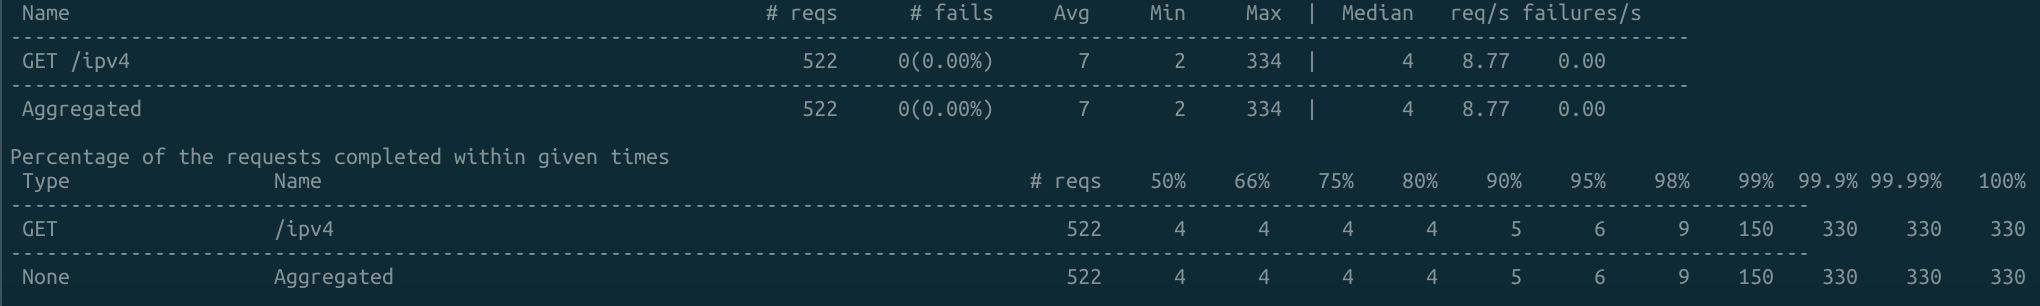 Name # reqs # fails Avg Min Max | Median req/s failures/s
--------------------------------------------------------------------------------------------------------------------------------------------
GET /ipv4 522 0(0.00%) 7 2 334 | 4 8.77 0.00
--------------------------------------------------------------------------------------------------------------------------------------------
Aggregated 522 0(0.00%) 7 2 334 | 4 8.77 0.00
Percentage of the requests completed within given times
Type Name # reqs 50% 66% 75% 80% 90% 95% 98% 99% 99.9% 99.99% 100%
------------------------------------------------------------------------------------------------------------------------------------------------------
GET /ipv4 522 4 4 4 4 5 6 9 150 330 330 330
------------------------------------------------------------------------------------------------------------------------------------------------------
None Aggregated 522 4 4 4 4 5 6 9 150 330 330 330